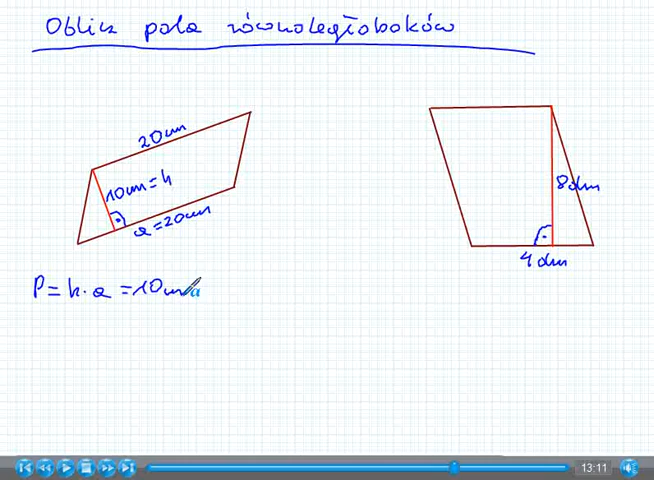 Oblicz pola równoległoboków
20cm
10cm=h
a=20cm
8dm
4dm
P=h·a=10cm
13:11